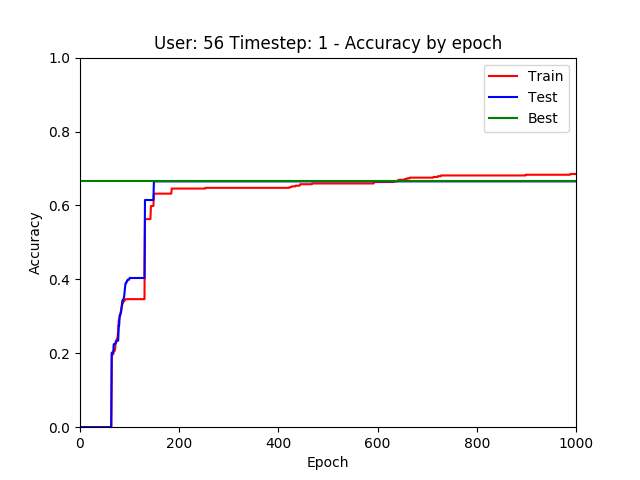 User: 56 Timestep: 1 - Accuracy by epoch
1.0
0.8
0.6
0.4
0.2
0.0
Accuracy
Train
Test
Best
0 200 400 600 800 1000
Epoch